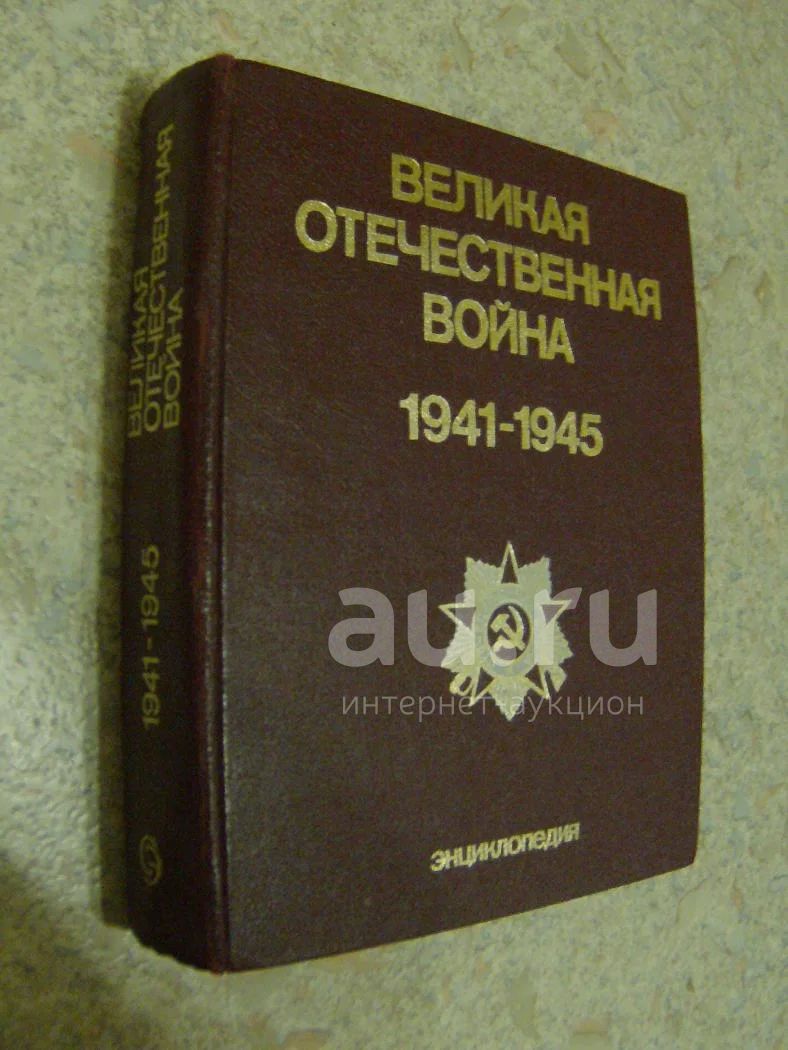 ВЕЛИКАЯ
ОТЕЧЕСТВЕННАЯ
ВОЙНА
1941-1945
ЭНЦИКЛОПЕДИЯ
ВЕЛИКАЯ
ОТЕЧЕСТВЕННАЯ
ВОЙНА
1941-1945
au.ru
интернет-аукцион